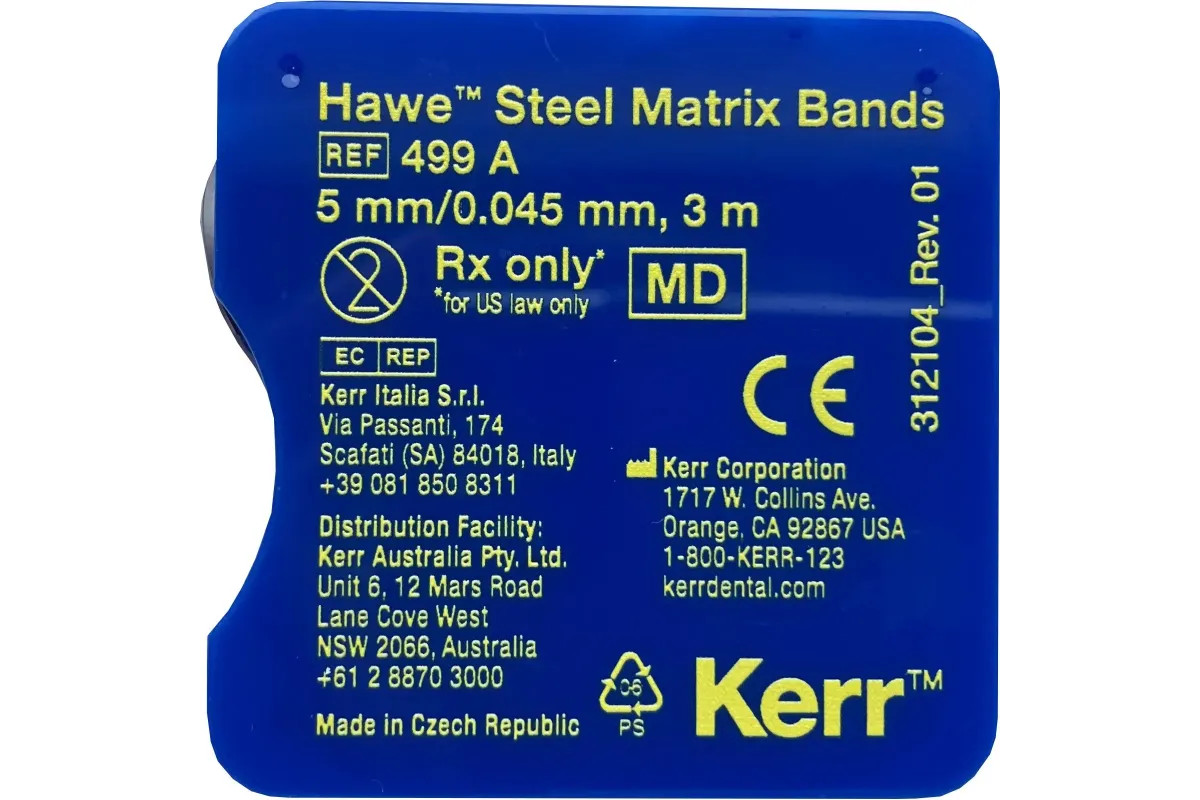 Hawe™ Steel Matrix Bands
REF 499 A
5 mm/0.045 mm, 3 m
2 Rx only* MD
*for US law only
EC REP
Kerr Italia S.r.l.
Via Passanti, 174
Scafati (SA) 84018, Italy
+39 081 850 8311
Distribution Facility:
Kerr Australia Pty. Ltd.
Unit 6, 12 Mars Road
Lane Cove West
NSW 2066, Australia
+61 2 8870 3000
Made in Czech Republic
CE
Kerr Corporation
1717 W. Collins Ave.
Orange, CA 92867 USA
1-800-KERR-123
kerrdental.com
06
PS
Kerr™
312104_Rev. 01